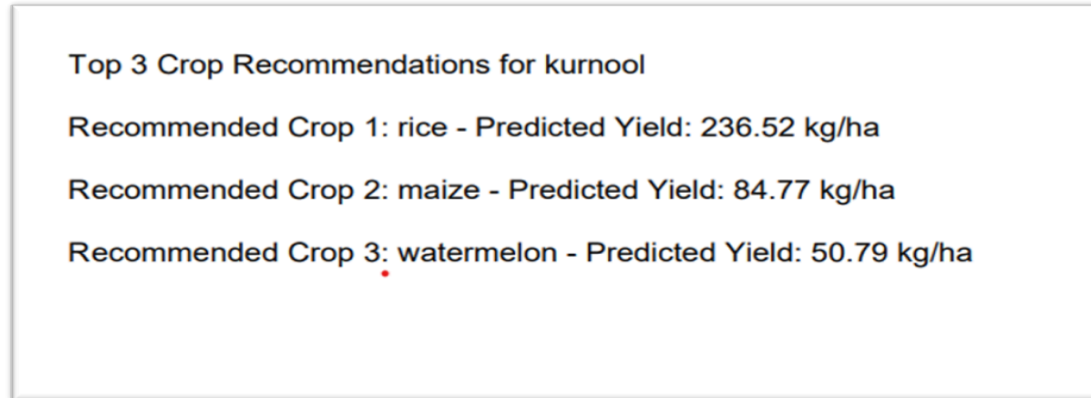 Top 3 Crop Recommendations for kurnool
Recommended Crop 1: rice - Predicted Yield: 236.52 kg/ha
Recommended Crop 2: maize - Predicted Yield: 84.77 kg/ha
Recommended Crop 3: watermelon - Predicted Yield: 50.79 kg/ha